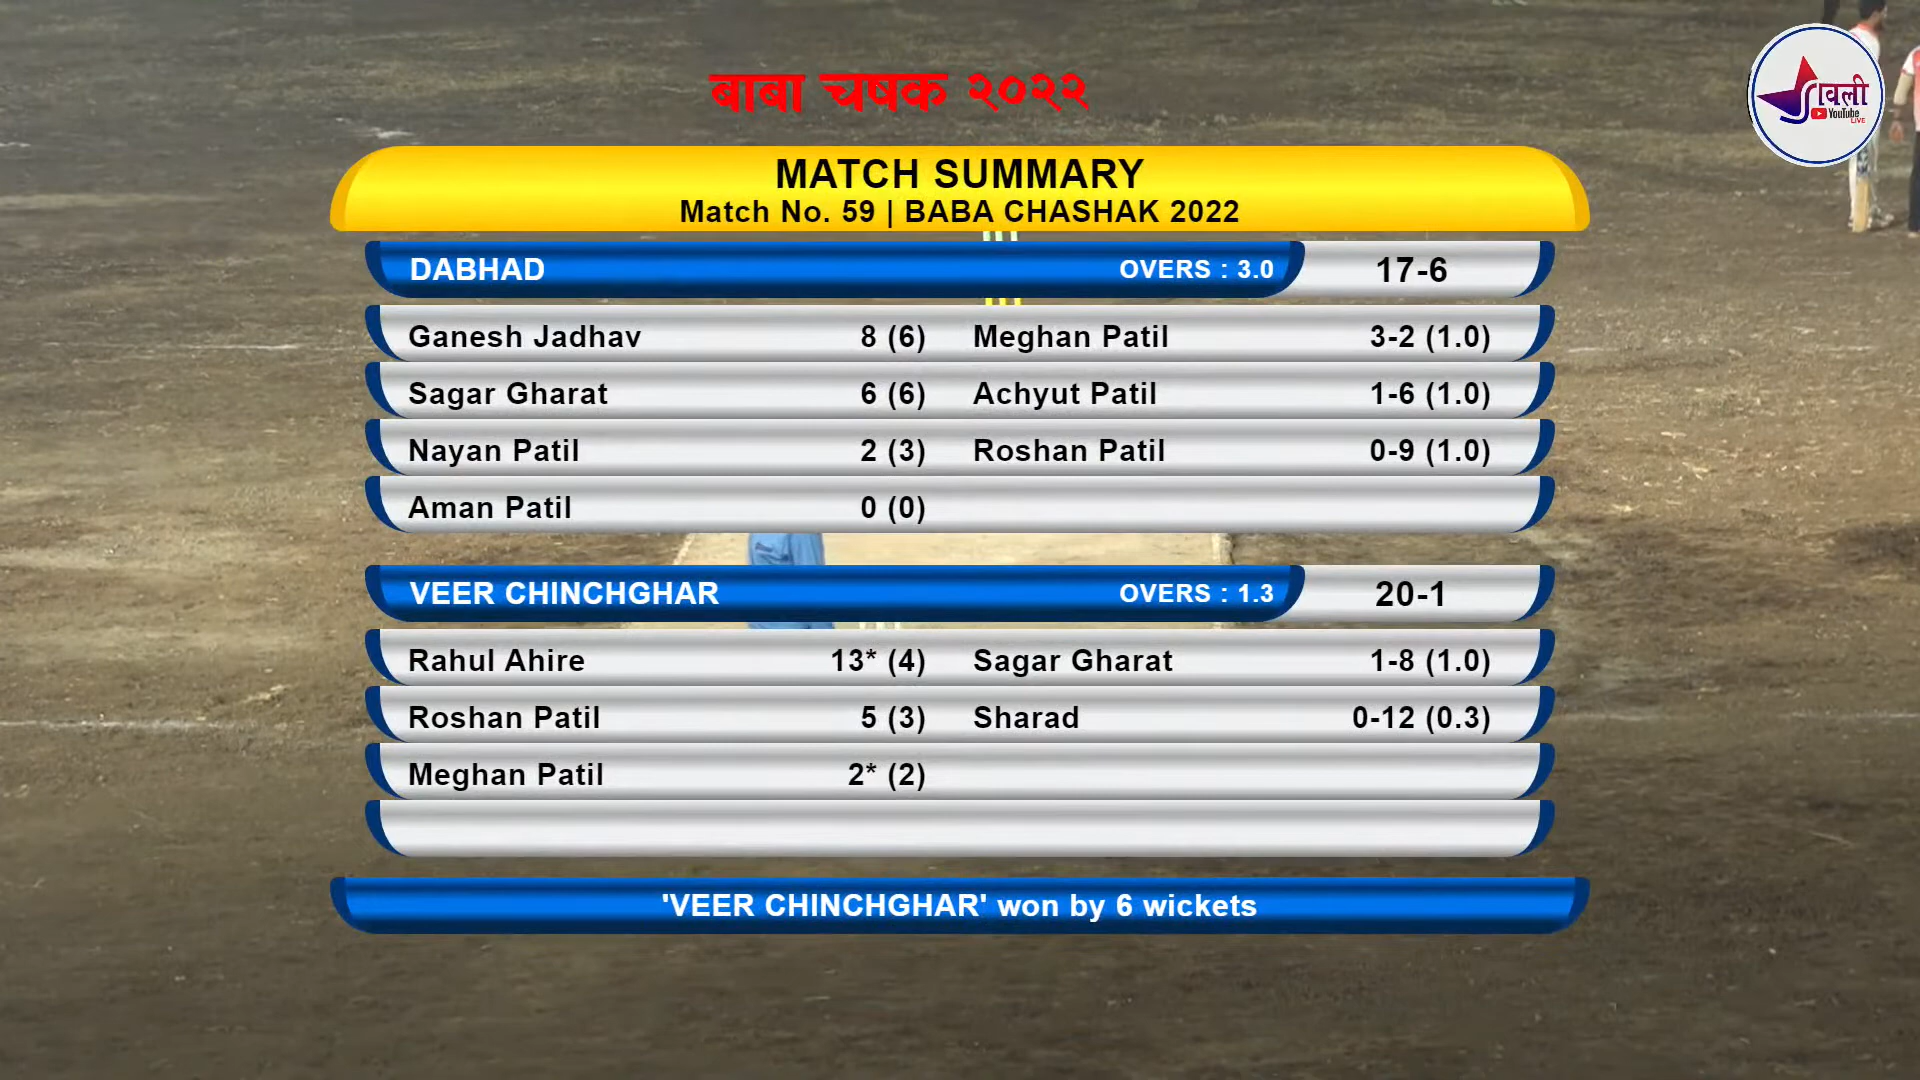 बाबा चषक २०२२
MATCH SUMMARY
Match No. 59 | BABA CHASHAK 2022
DABHAD OVERS : 3.0 17-6
Ganesh Jadhav 8 (6) Meghan Patil 3-2 (1.0)
Sagar Gharat 6 (6) Achyut Patil 1-6 (1.0)
Nayan Patil 2 (3) Roshan Patil 0-9 (1.0)
Aman Patil 0 (0)
VEER CHINCHGHAR OVERS : 1.3 20-1
Rahul Ahire 13* (4) Sagar Gharat 1-8 (1.0)
Roshan Patil 5 (3) Sharad 0-12 (0.3)
Meghan Patil 2* (2)
'VEER CHINCHGHAR' won by 6 wickets
YouTube
LIVE